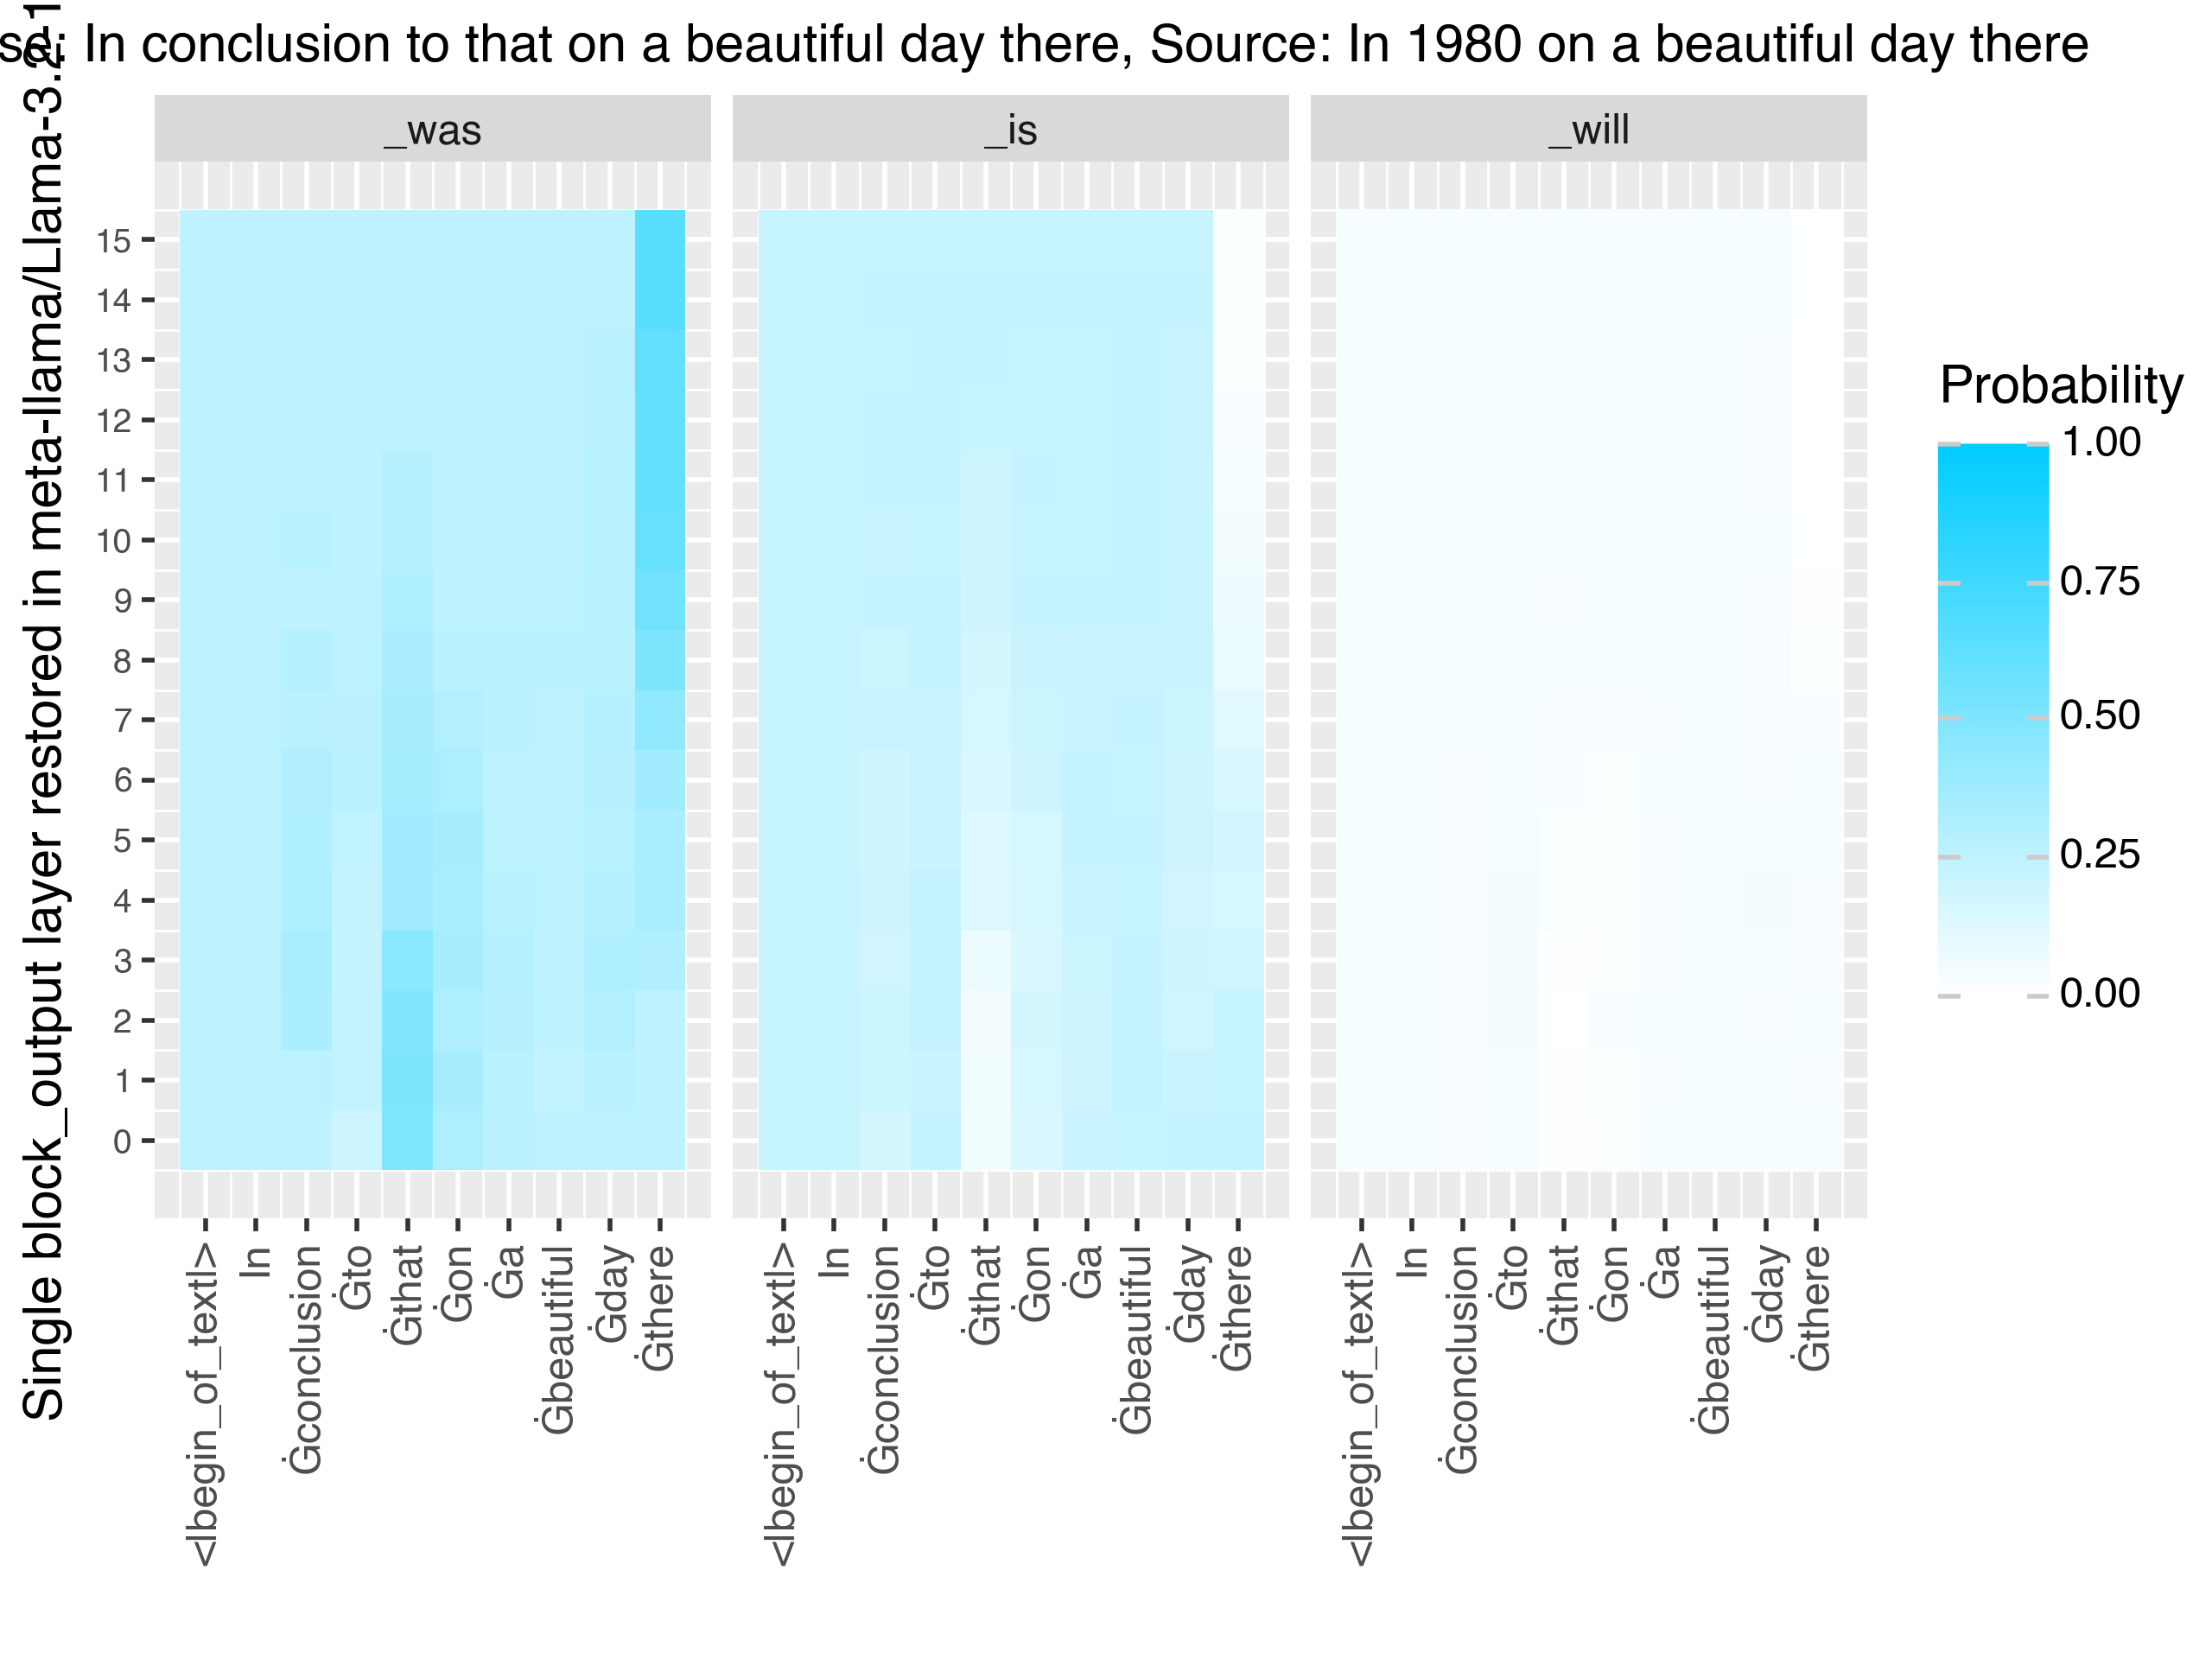 se: In conclusion to that on a beautiful day there, Source: In 1980 on a beautiful day there
Single block_output layer restored in meta-llama/Llama-3.2-1
_was
_is
_will
15
14
13
12
11
10
9
8
7
6
5
4
3
2
1
0
<|begin_of_text|>
In
Ġconclusion
Ġto
Ġthat
Ġon
Ġa
Ġbeautiful
Ġday
Ġthere
<|begin_of_text|>
In
Ġconclusion
Ġto
Ġthat
Ġon
Ġa
Ġbeautiful
Ġday
Ġthere
<|begin_of_text|>
In
Ġconclusion
Ġto
Ġthat
Ġon
Ġa
Ġbeautiful
Ġday
Ġthere
Probability
1.00
0.75
0.50
0.25
0.00